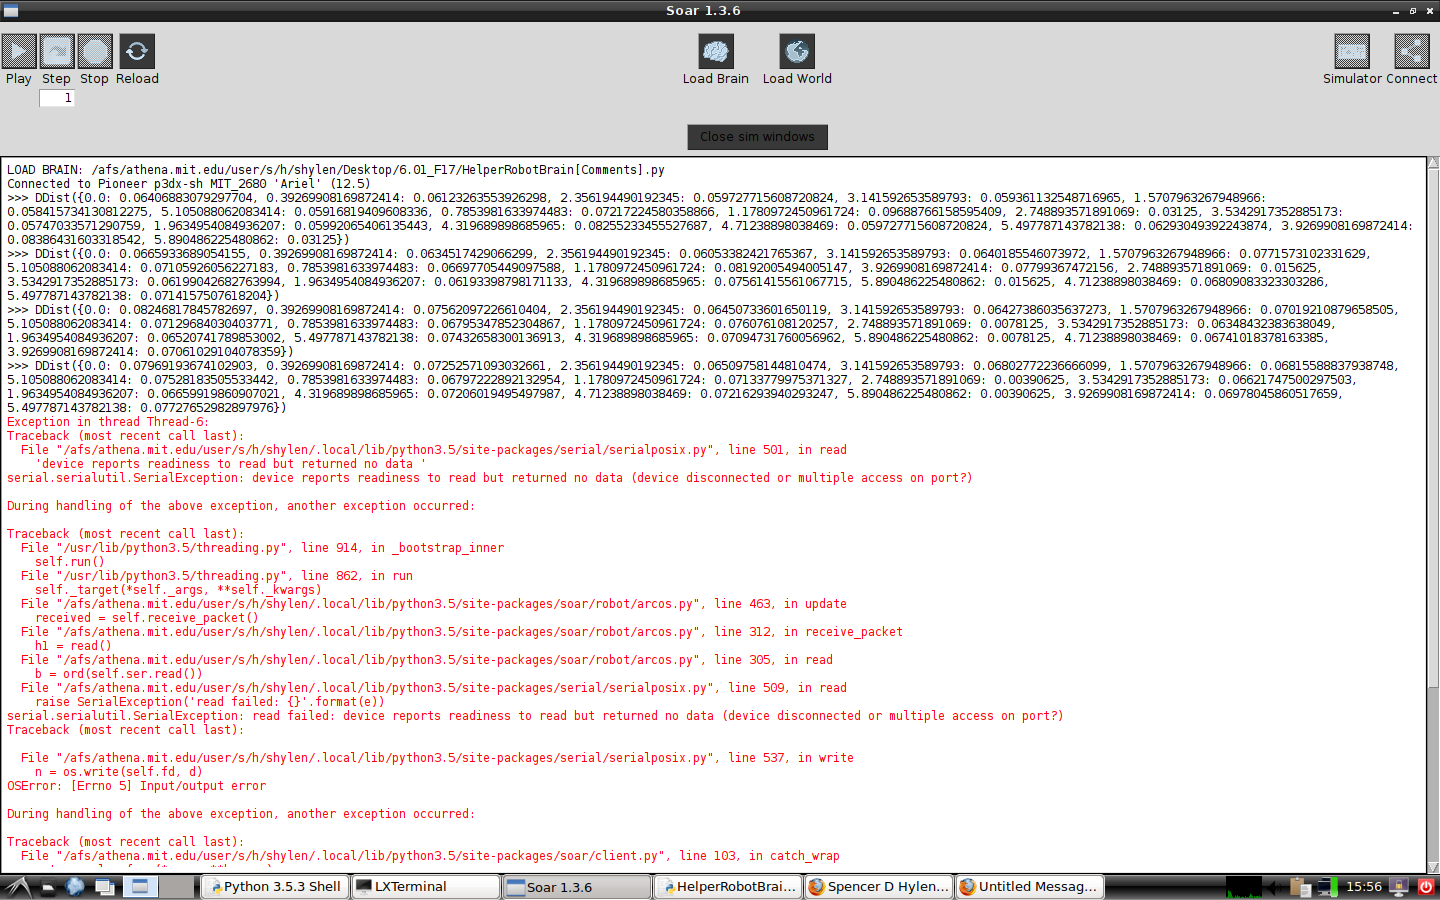 Soar 1.3.6
Play Step Stop Reload Load Brain Load World Simulator Connect
1
Close sim windows
LOAD BRAIN: /afs/athena.mit.edu/user/s/h/shylen/Desktop/6.01_F17/HelperRobotBrain[Comments].py
Connected to Pioneer p3dx-sh MIT_2680 'Ariel' (12.5)
>>> DDist({0.0: 0.06406883079297704, 0.39269908169872414: 0.06123263553926298, 2.356194490192345: 0.059727715608720824, 3.141592653589793: 0.059361132548716965, 1.5707963267948966:
0.058415734130812275, 5.105088062083414: 0.05916819409608336, 0.7853981633974483: 0.07217224580358866, 1.1780972450961724: 0.09688766158595409, 2.748893571891069: 0.03125, 3.5342917352885173:
0.05747033571290759, 1.9634954084936207: 0.05992065406135443, 4.319689898685965: 0.08255233455527687, 4.71238898038469: 0.059727715608720824, 5.497787143782138: 0.06293049392243874, 3.9269908169872414:
0.08386431603318542, 5.890486225480862: 0.03125})
>>> DDist({0.0: 0.0665933689054155, 0.39269908169872414: 0.0634517429066299, 2.356194490192345: 0.06053382421765367, 3.141592653589793: 0.0640185546073972, 1.5707963267948966: 0.0771573102331629,
5.105088062083414: 0.07105926056227183, 0.7853981633974483: 0.06697705449097588, 1.1780972450961724: 0.08192005494005147, 3.9269908169872414: 0.07799367472156, 2.748893571891069: 0.015625,
3.5342917352885173: 0.06199042682763994, 1.9634954084936207: 0.06193398798171133, 4.319689898685965: 0.07561415561067715, 5.890486225480862: 0.015625, 4.71238898038469: 0.06809083323303286,
5.497787143782138: 0.0714157507618204})
>>> DDist({0.0: 0.08246817845782697, 0.39269908169872414: 0.07562097226610404, 2.356194490192345: 0.06450733601650119, 3.141592653589793: 0.06427386035637273, 1.5707963267948966: 0.07019210879658505,
5.105088062083414: 0.07129684030403771, 0.7853981633974483: 0.06795347852304867, 1.1780972450961724: 0.076076108120257, 2.748893571891069: 0.0078125, 3.5342917352885173: 0.06348432383638049,
1.9634954084936207: 0.06520741789853002, 5.497787143782138: 0.07432658300136913, 4.319689898685965: 0.07094731760056962, 5.890486225480862: 0.0078125, 4.71238898038469: 0.06741018378163385,
3.9269908169872414: 0.07061029104078359})
>>> DDist({0.0: 0.07969193674102903, 0.39269908169872414: 0.07252571093032661, 2.356194490192345: 0.06509758144810474, 3.141592653589793: 0.06802772236666099, 1.5707963267948966: 0.06815588837938748,
5.105088062083414: 0.07528183505533442, 0.7853981633974483: 0.06797222892132954, 1.1780972450961724: 0.07133779975371327, 2.748893571891069: 0.00390625, 3.5342917352885173: 0.06621747500297503,
1.9634954084936207: 0.06659919860907021, 4.319689898685965: 0.07206019495497987, 4.71238898038469: 0.07216293940293247, 5.890486225480862: 0.00390625, 3.9269908169872414: 0.06978045860517659,
5.497787143782138: 0.07727652982897976})
Exception in thread Thread-6:
Traceback (most recent call last):
File "/afs/athena.mit.edu/user/s/h/shylen/.local/lib/python3.5/site-packages/serial/serialposix.py", line 501, in read
'device reports readiness to read but returned no data '
serial.serialutil.SerialException: device reports readiness to read but returned no data (device disconnected or multiple access on port?)
During handling of the above exception, another exception occurred:
Traceback (most recent call last):
File "/usr/lib/python3.5/threading.py", line 914, in _bootstrap_inner
self.run()
File "/usr/lib/python3.5/threading.py", line 862, in run
self._target(*self._args, **self._kwargs)
File "/afs/athena.mit.edu/user/s/h/shylen/.local/lib/python3.5/site-packages/soar/robot/arcos.py", line 463, in update
received = self.receive_packet()
File "/afs/athena.mit.edu/user/s/h/shylen/.local/lib/python3.5/site-packages/soar/robot/arcos.py", line 312, in receive_packet
h1 = read()
File "/afs/athena.mit.edu/user/s/h/shylen/.local/lib/python3.5/site-packages/soar/robot/arcos.py", line 305, in read
b = ord(self.ser.read())
File "/afs/athena.mit.edu/user/s/h/shylen/.local/lib/python3.5/site-packages/serial/serialposix.py", line 509, in read
raise SerialException('read failed: {}'.format(e))
serial.serialutil.SerialException: read failed: device reports readiness to read but returned no data (device disconnected or multiple access on port?)
Traceback (most recent call last):
File "/afs/athena.mit.edu/user/s/h/shylen/.local/lib/python3.5/site-packages/serial/serialposix.py", line 537, in write
n = os.write(self.fd, d)
OSError: [Errno 5] Input/output error
During handling of the above exception, another exception occurred:
Traceback (most recent call last):
File "/afs/athena.mit.edu/user/s/h/shylen/.local/lib/python3.5/site-packages/soar/client.py", line 103, in catch_wrap
Python 3.5.3 Shell LXTerminal Soar 1.3.6 HelperRobotBrai... Spencer D Hylen... Untitled Messag... 15:56